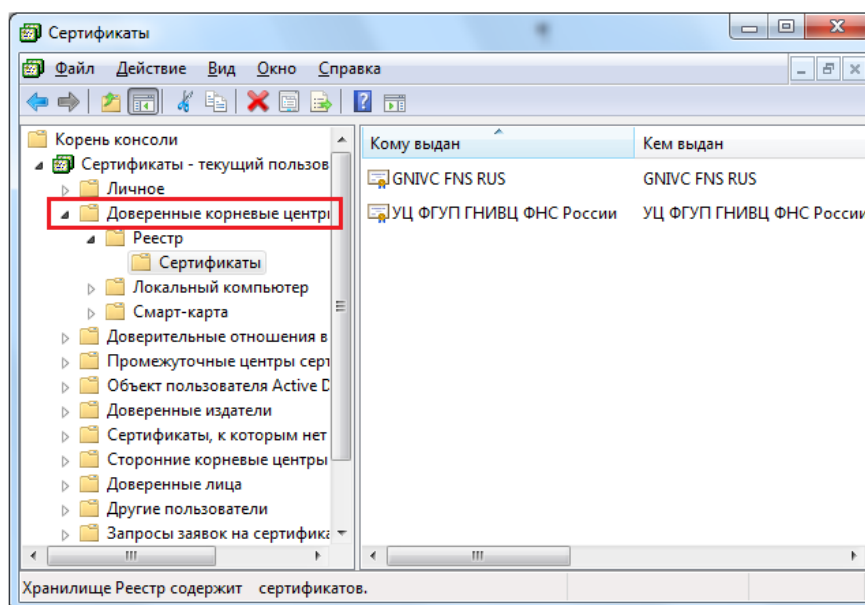 Сертификаты
Файл Действие Вид Окно Справка
Корень консоли
Сертификаты - текущий пользов
Личное
Доверенные корневые центры
Реестр
Сертификаты
Локальный компьютер
Смарт-карта
Доверительные отношения в
Промежуточные центры серт
Объект пользователя Active D
Доверенные издатели
Сертификаты, к которым нет
Сторонние корневые центры
Доверенные лица
Другие пользователи
Запросы заявок на сертифика
Кому выдан Кем выдан
GNIVC FNS RUS GNIVC FNS RUS
УЦ ФГУП ГНИВЦ ФНС России УЦ ФГУП ГНИВЦ ФНС России
Хранилище Реестр содержит сертификатов.